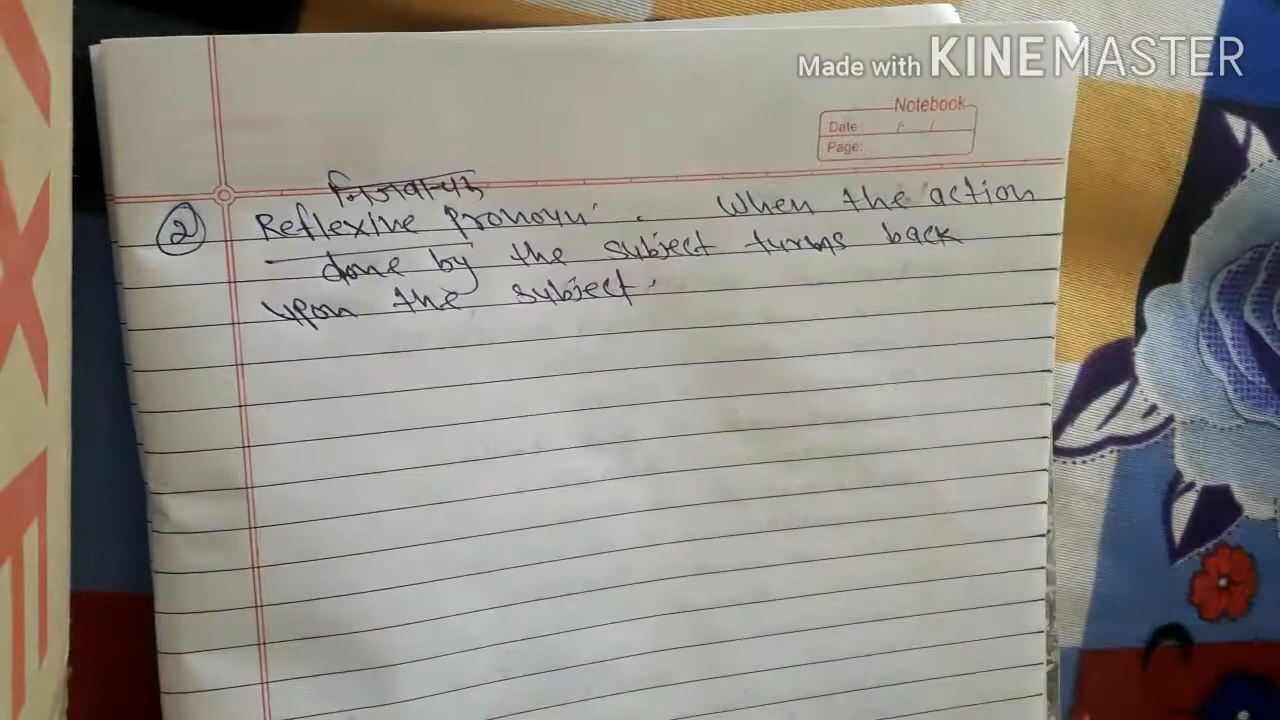 Made with KINEMASTER
Notebook
Date : / /
Page:
निजवाचक
② Reflexive Pronoun. When the action
done by the subject turns back
upon the subject.